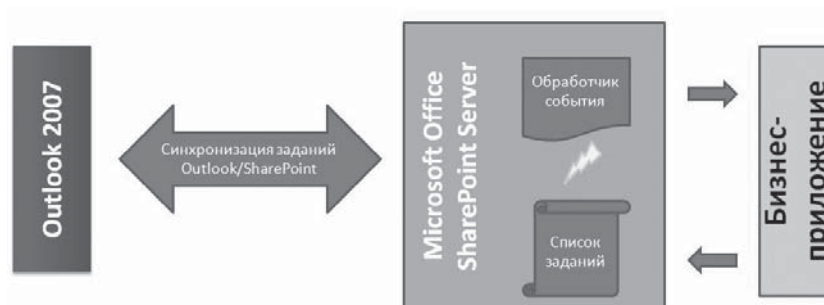 Outlook 2007
Синхронизация заданий
Outlook/SharePoint
Microsoft Office
SharePoint Server
Обработчик
события
Список
заданий
Бизнес-
приложение